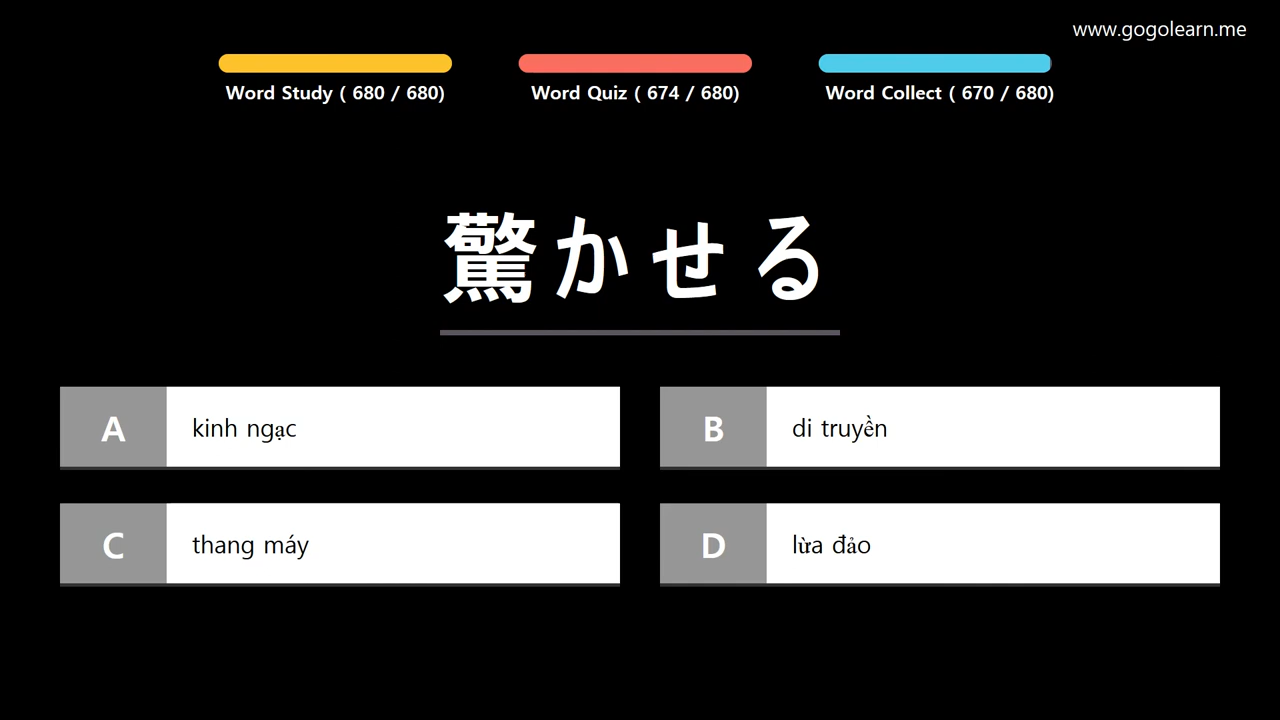 www.gogolearn.me
Word Study ( 680 / 680)
Word Quiz ( 674 / 680)
Word Collect ( 670 / 680)
驚かせる
A kinh ngạc
B di truyền
C thang máy
D lừa đảo